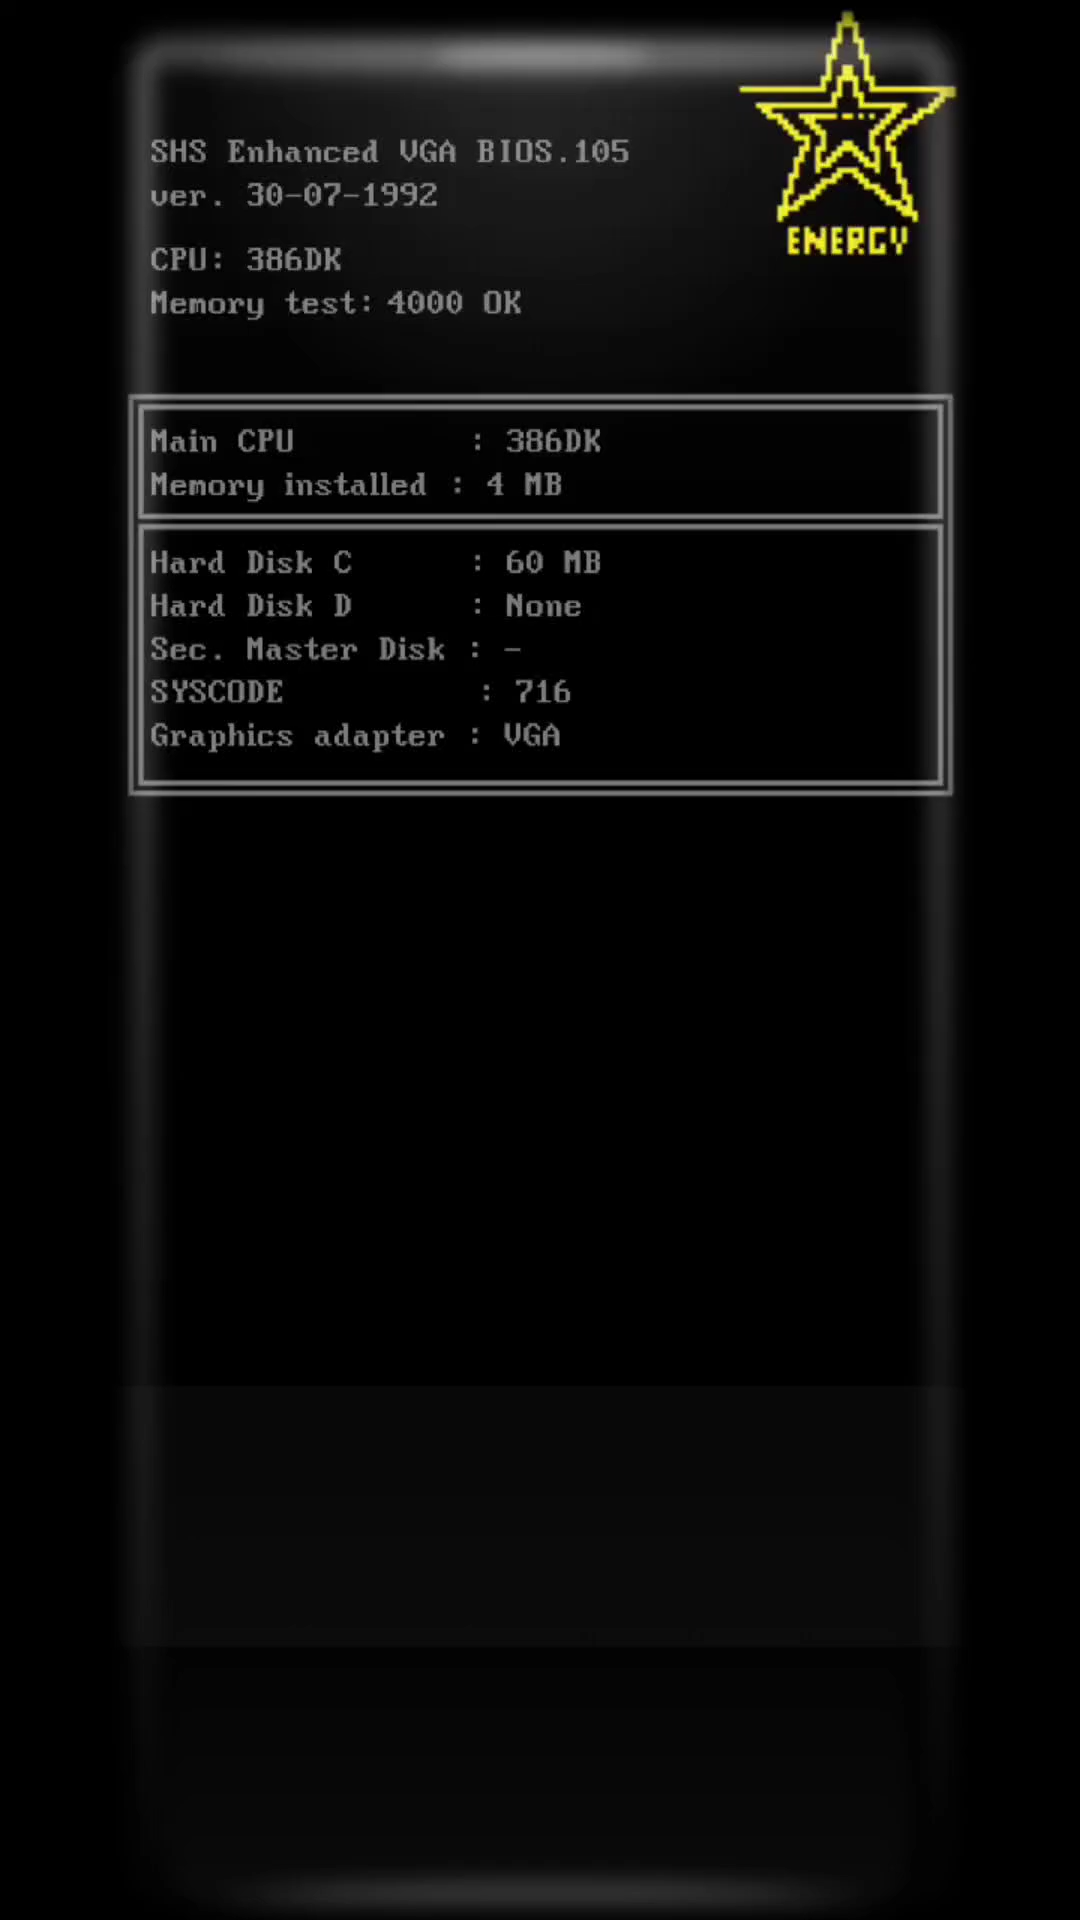 SHS Enhanced VGA BIOS.105
ver. 30-07-1992
ENERGY
CPU: 386DK
Memory test: 4000 OK
Main CPU : 386DK
Memory installed : 4 MB
Hard Disk C : 60 MB
Hard Disk D : None
Sec. Master Disk : -
SYSCODE : 716
Graphics adapter : VGA